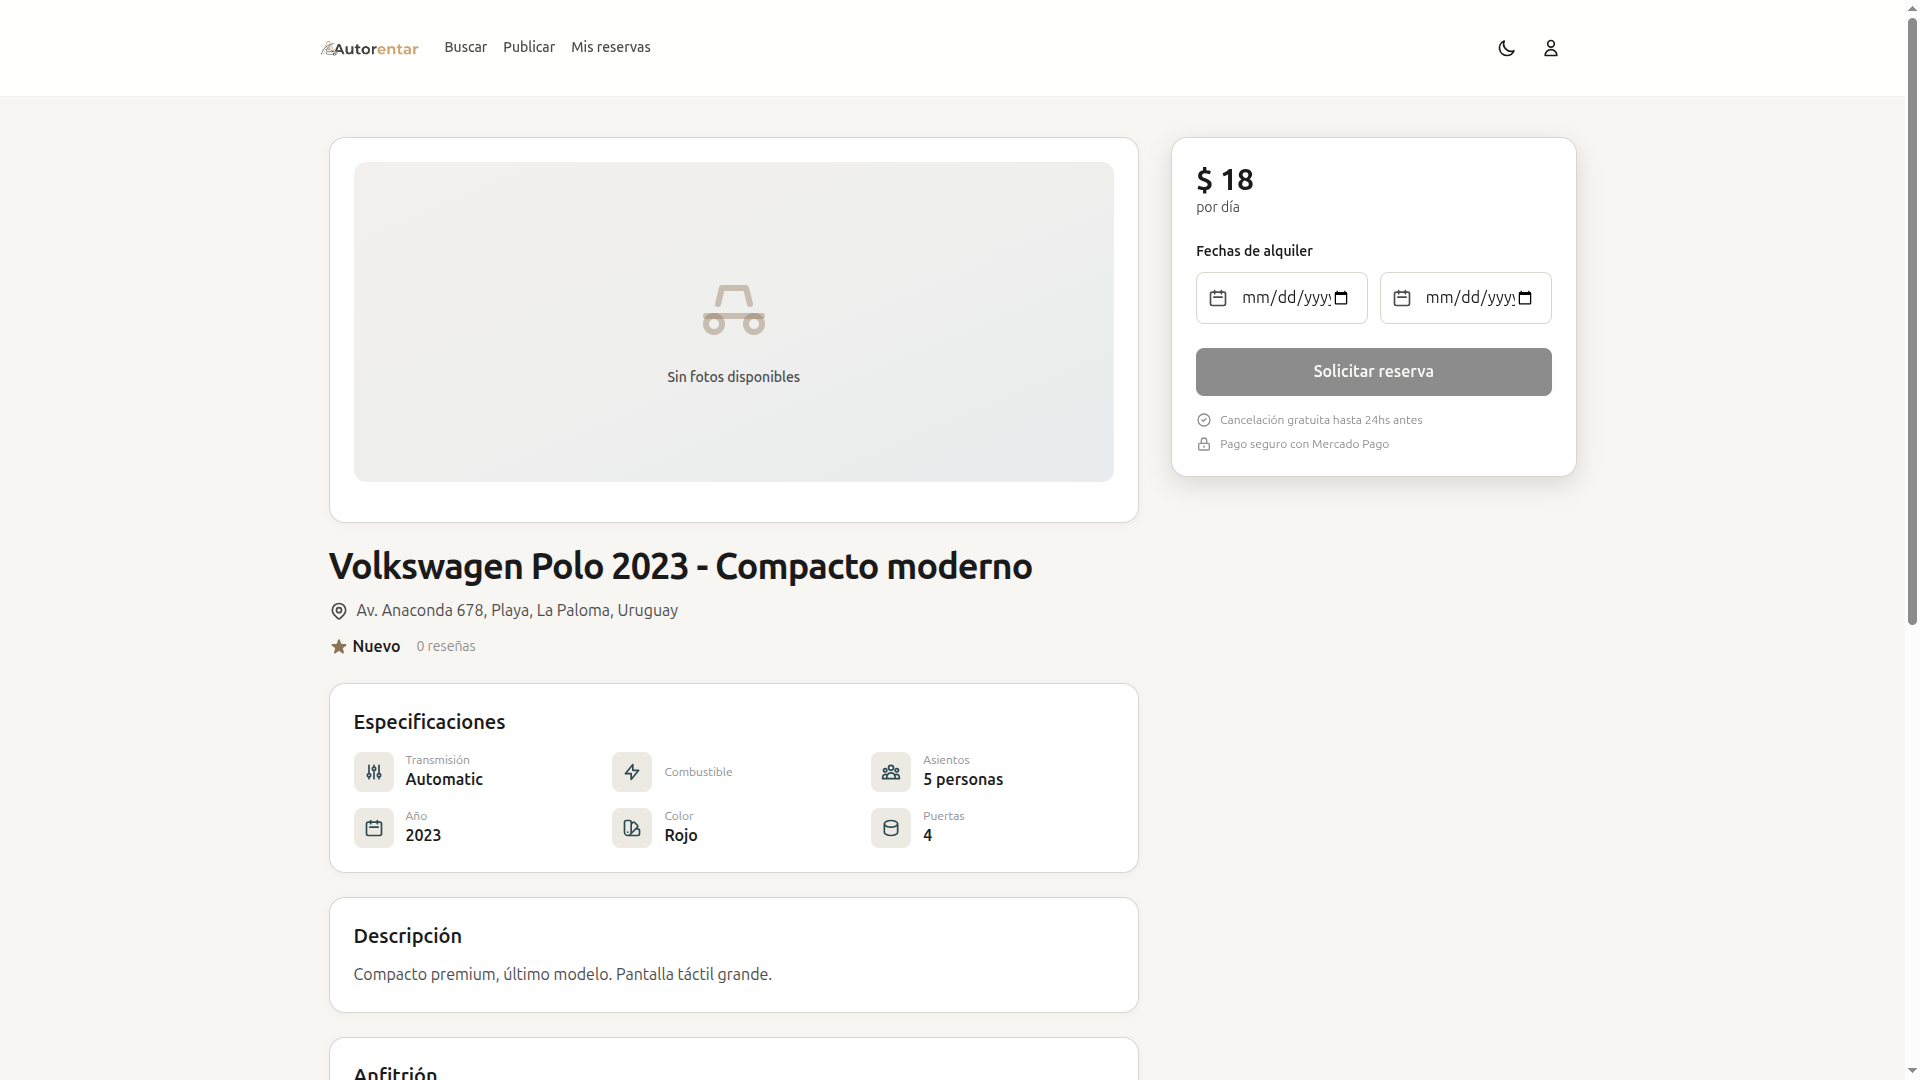 Autorentar
Buscar
Publicar
Mis reservas
Sin fotos disponibles
$ 18
por día
Fechas de alquiler
mm/dd/yyyy
mm/dd/yyyy
Solicitar reserva
Cancelación gratuita hasta 24hs antes
Pago seguro con Mercado Pago
Volkswagen Polo 2023 - Compacto moderno
Av. Anaconda 678, Playa, La Paloma, Uruguay
Nuevo 0 reseñas
Especificaciones
Transmisión
Automatic
Combustible
Asientos
5 personas
Año
2023
Color
Rojo
Puertas
4
Descripción
Compacto premium, último modelo. Pantalla táctil grande.
Anfitrión